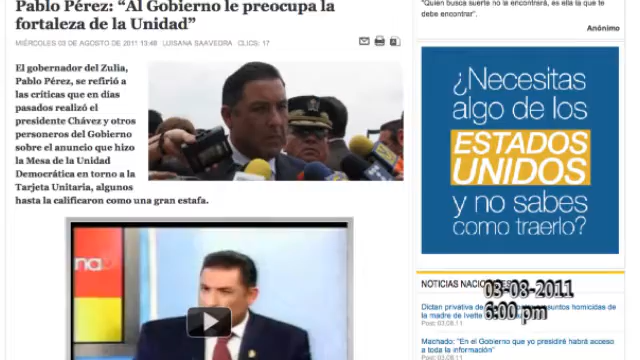 Pablo Pérez: “Al Gobierno le preocupa la
fortaleza de la Unidad”
MIÉRCOLES 03 DE AGOSTO DE 2011 13:48 UJISANA SAAVEDRA CLICS: 17
El gobernador del Zulia,
Pablo Pérez, se refirió a
las críticas que en días
pasados realizó el
presidente Chávez y otros
personeros del Gobierno
sobre el anuncio que hizo
la Mesa de la Unidad
Democrática en torno a la
Tarjeta Unitaria, algunos
hasta la calificaron como una gran estafa.
"Quien busca suerte no la encontrará, es ella la que te
debe encontrar".
Anónimo
¿Necesitas
algo de los
ESTADOS
UNIDOS
y no sabes
como traerlo?
NOTICIAS NACIONALES
03-08-2011
6:00 pm
Dictan privativa de asuntos homicidas de
la madre de Ivette
Post: 03.08.11
Machado: "En el Gobierno que yo presidiré habrá acceso
a toda la información"
Post: 03.08.11